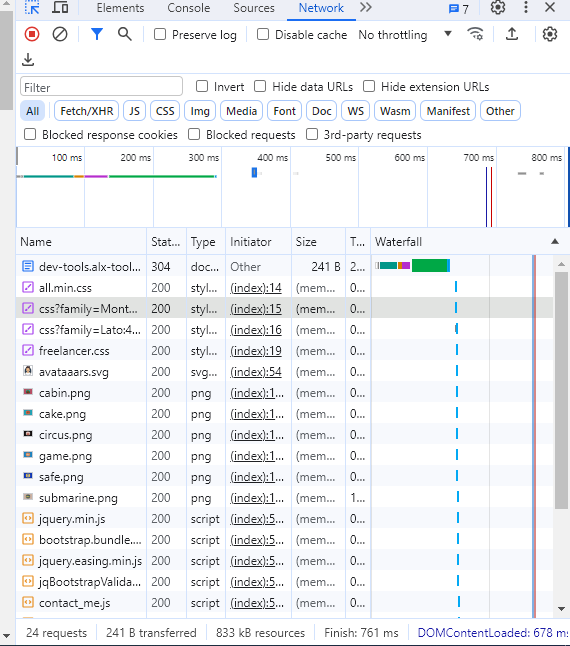 Elements Console Sources Network 7
Preserve log Disable cache No throttling
Filter Invert Hide data URLs Hide extension URLs
All Fetch/XHR JS CSS Img Media Font Doc WS Wasm Manifest Other
Blocked response cookies Blocked requests 3rd-party requests
100 ms 200 ms 300 ms 400 ms 500 ms 600 ms 700 ms 800 ms
Name Stat... Type Initiator Size T... Waterfall
dev-tools.alx-tool... 304 doc... Other 241 B 2...
all.min.css 200 styl... (index):14 (mem... 0...
css?family=Mont... 200 styl... (index):15 (mem... 0...
css?family=Lato:4... 200 styl... (index):16 (mem... 0...
freelancer.css 200 styl... (index):19 (mem... 0...
avataaars.svg 200 svg... (index):54 (mem... 0...
cabin.png 200 png (index):1... (mem... 0...
cake.png 200 png (index):1... (mem... 0...
circus.png 200 png (index):1... (mem... 0...
game.png 200 png (index):1... (mem... 0...
safe.png 200 png (index):1... (mem... 0...
submarine.png 200 png (index):1... (mem... 1...
jquery.min.js 200 script (index):5... (mem... 0...
bootstrap.bundle.... 200 script (index):5... (mem... 0...
jquery.easing.min.js 200 script (index):5... (mem... 0...
jqBootstrapValida... 200 script (index):5... (mem... 0...
contact_me.js 200 script (index):5... (mem... 0...
24 requests 241 B transferred 833 kB resources Finish: 761 ms DOMContentLoaded: 678 ms